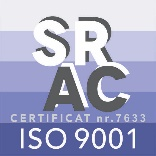 SR
AC
CERTIFICAT nr.7633
ISO 9001